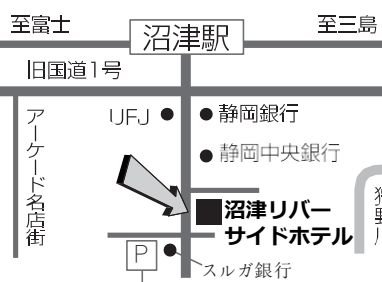 至富士
沼津駅
至三島
旧国道1号
アーケード名店街
UFJ
静岡銀行
静岡中央銀行
沼津リバー
サイドホテル
P
スルガ銀行